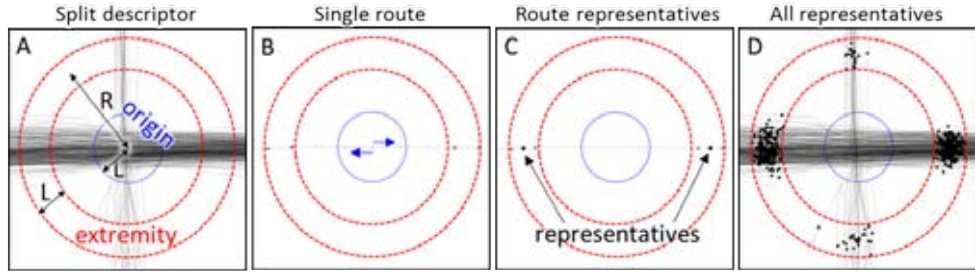 Split descriptor
Single route
Route representatives
All representatives
A
R
origin
L
L
extremity
B
C
representatives
D